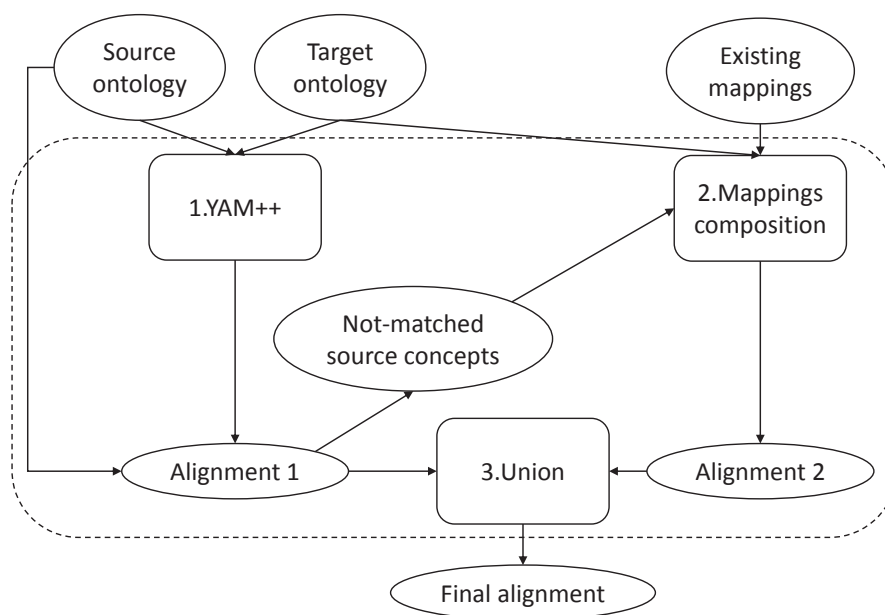 Source
ontology
Target
ontology
Existing
mappings
1.YAM++
2.Mappings
composition
Not-matched
source concepts
Alignment 1
3.Union
Alignment 2
Final alignment